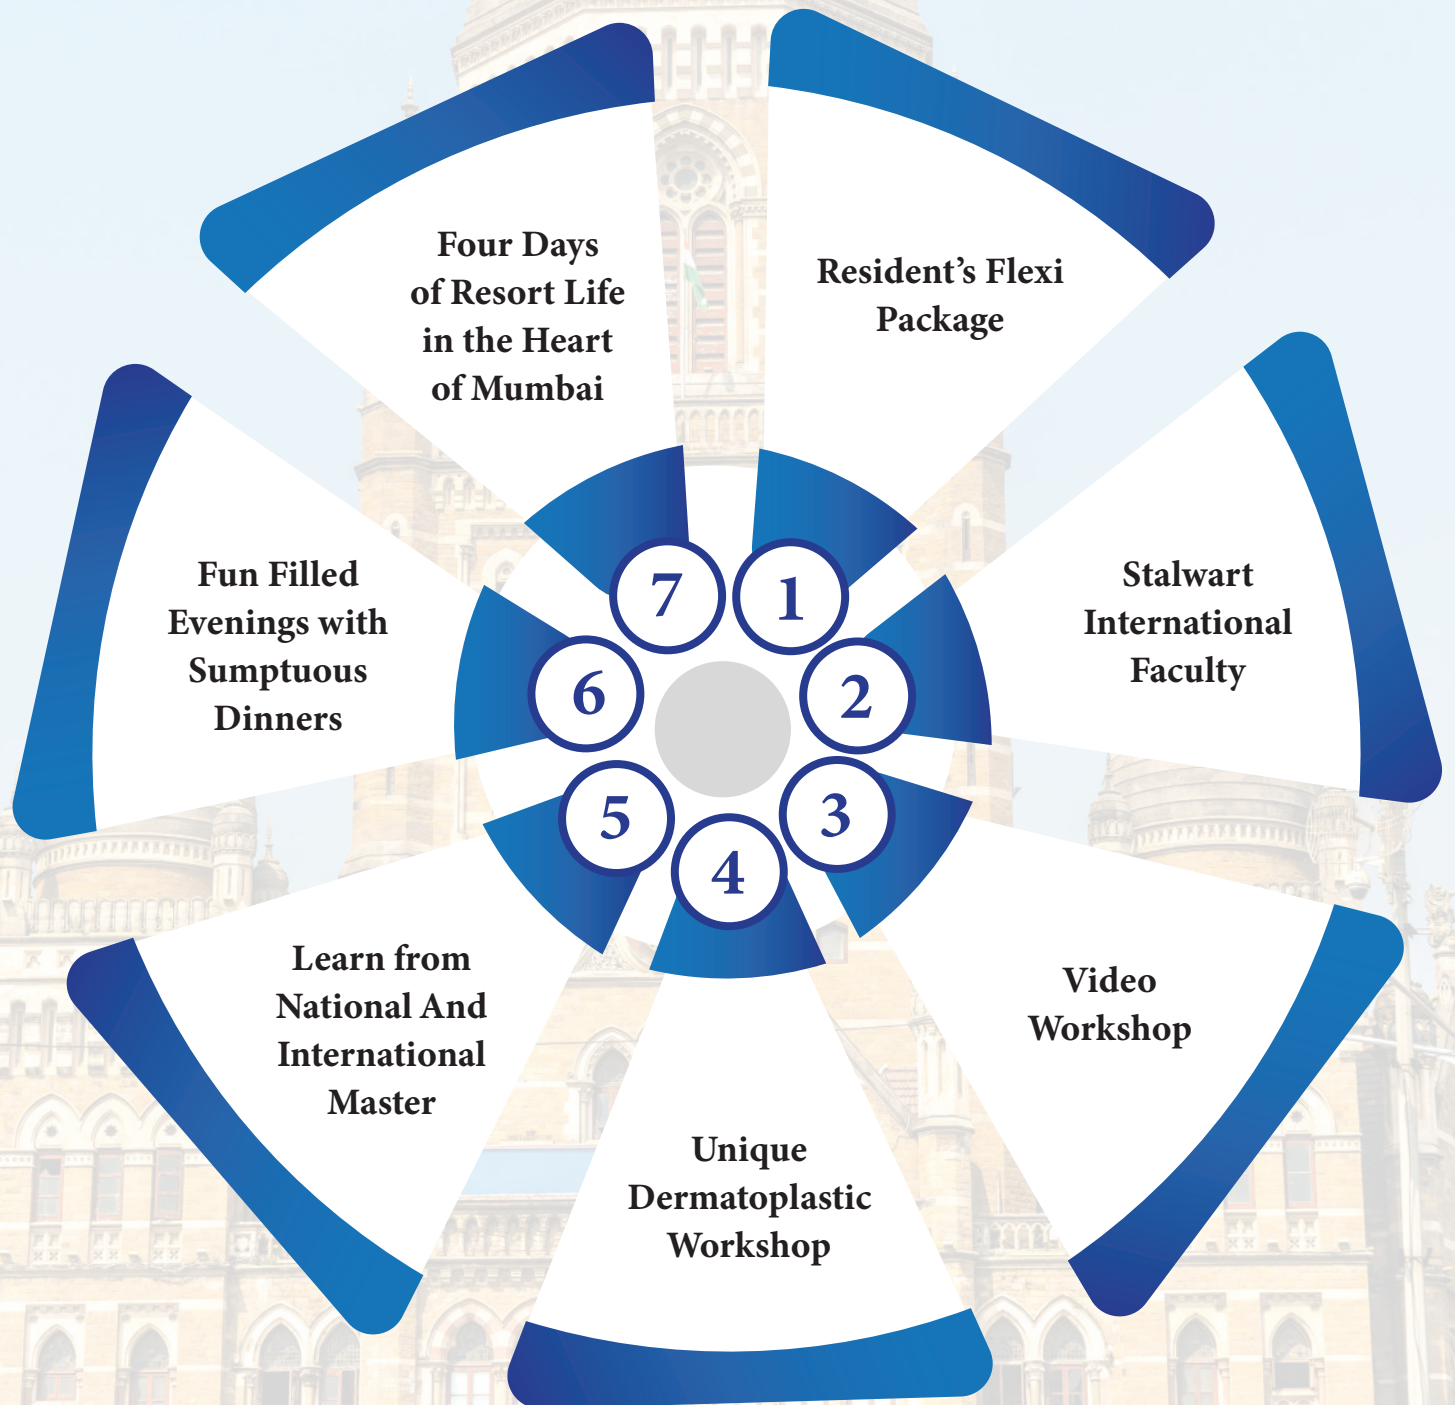 1
Resident’s Flexi
Package
2
Stalwart
International
Faculty
3
Video
Workshop
4
Unique
Dermatoplastic
Workshop
5
Learn from
National And
International
Master
6
Fun Filled
Evenings with
Sumptuous
Dinners
7
Four Days
of Resort Life
in the Heart
of Mumbai